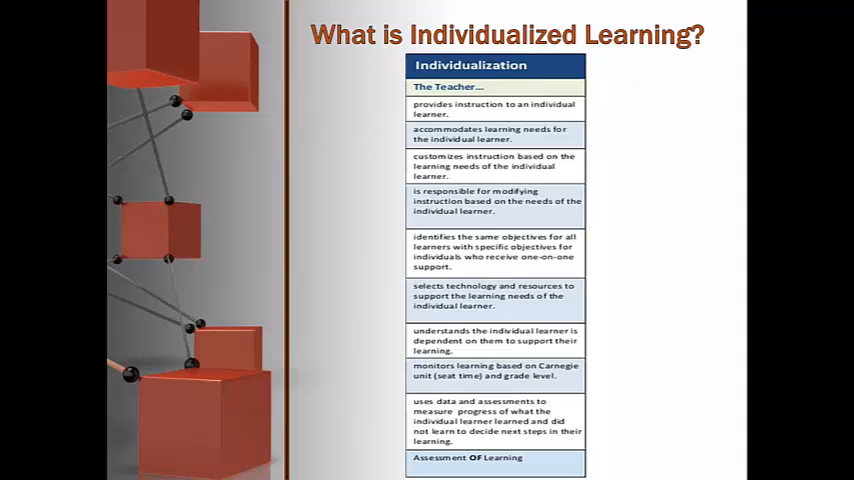 What is Individualized Learning?
Individualization
The Teacher...
provides instruction to an individual
learner.
accommodates learning needs for
the individual learner.
customizes instruction based on the
learning needs of the individual
learner.
is responsible for modifying
instruction based on the needs of the
individual learner.
identifies the same objectives for all
learners with specific objectives for
individuals who receive one-on-one
support.
selects technology and resources to
support the learning needs of the
individual learner.
understands the individual learner is
dependent on them to support their
learning.
monitors learning based on Carnegie
unit (seat time) and grade level.
uses data and assessments to
measure progress of what the
individual learner learned and did
not learn to decide next steps in their
learning.
Assessment OF Learning